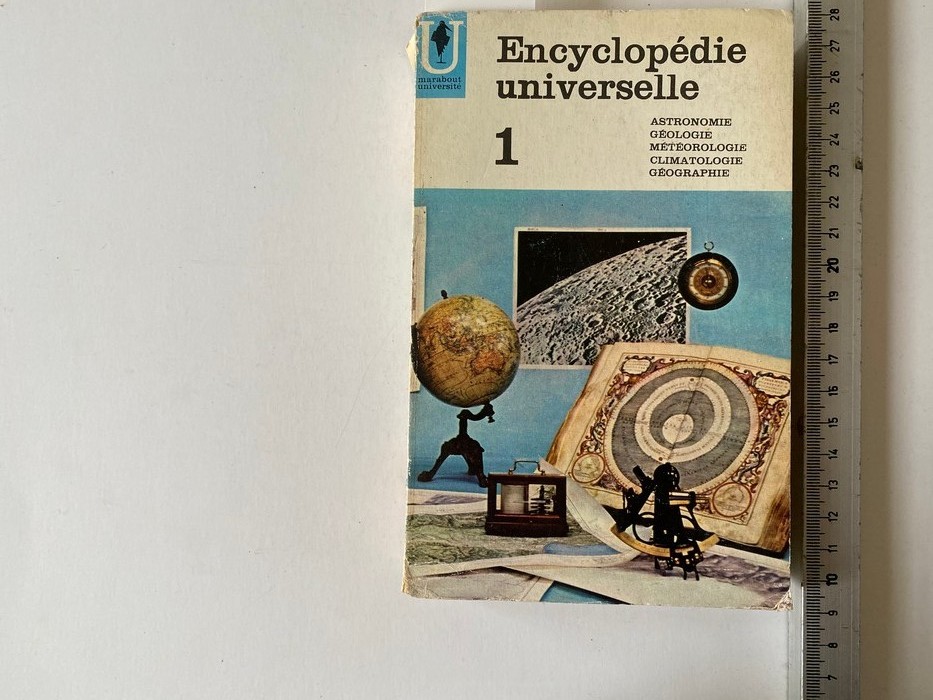 U
marabout
université
Encyclopédie
universelle
1
ASTRONOMIE
GÉOLOGIE
MÉTÉOROLOGIE
CLIMATOLOGIE
GÉOGRAPHIE
28
27
26
25
24
23
22
21
20
19
18
17
16
15
14
13
12
11
10
9
8
7